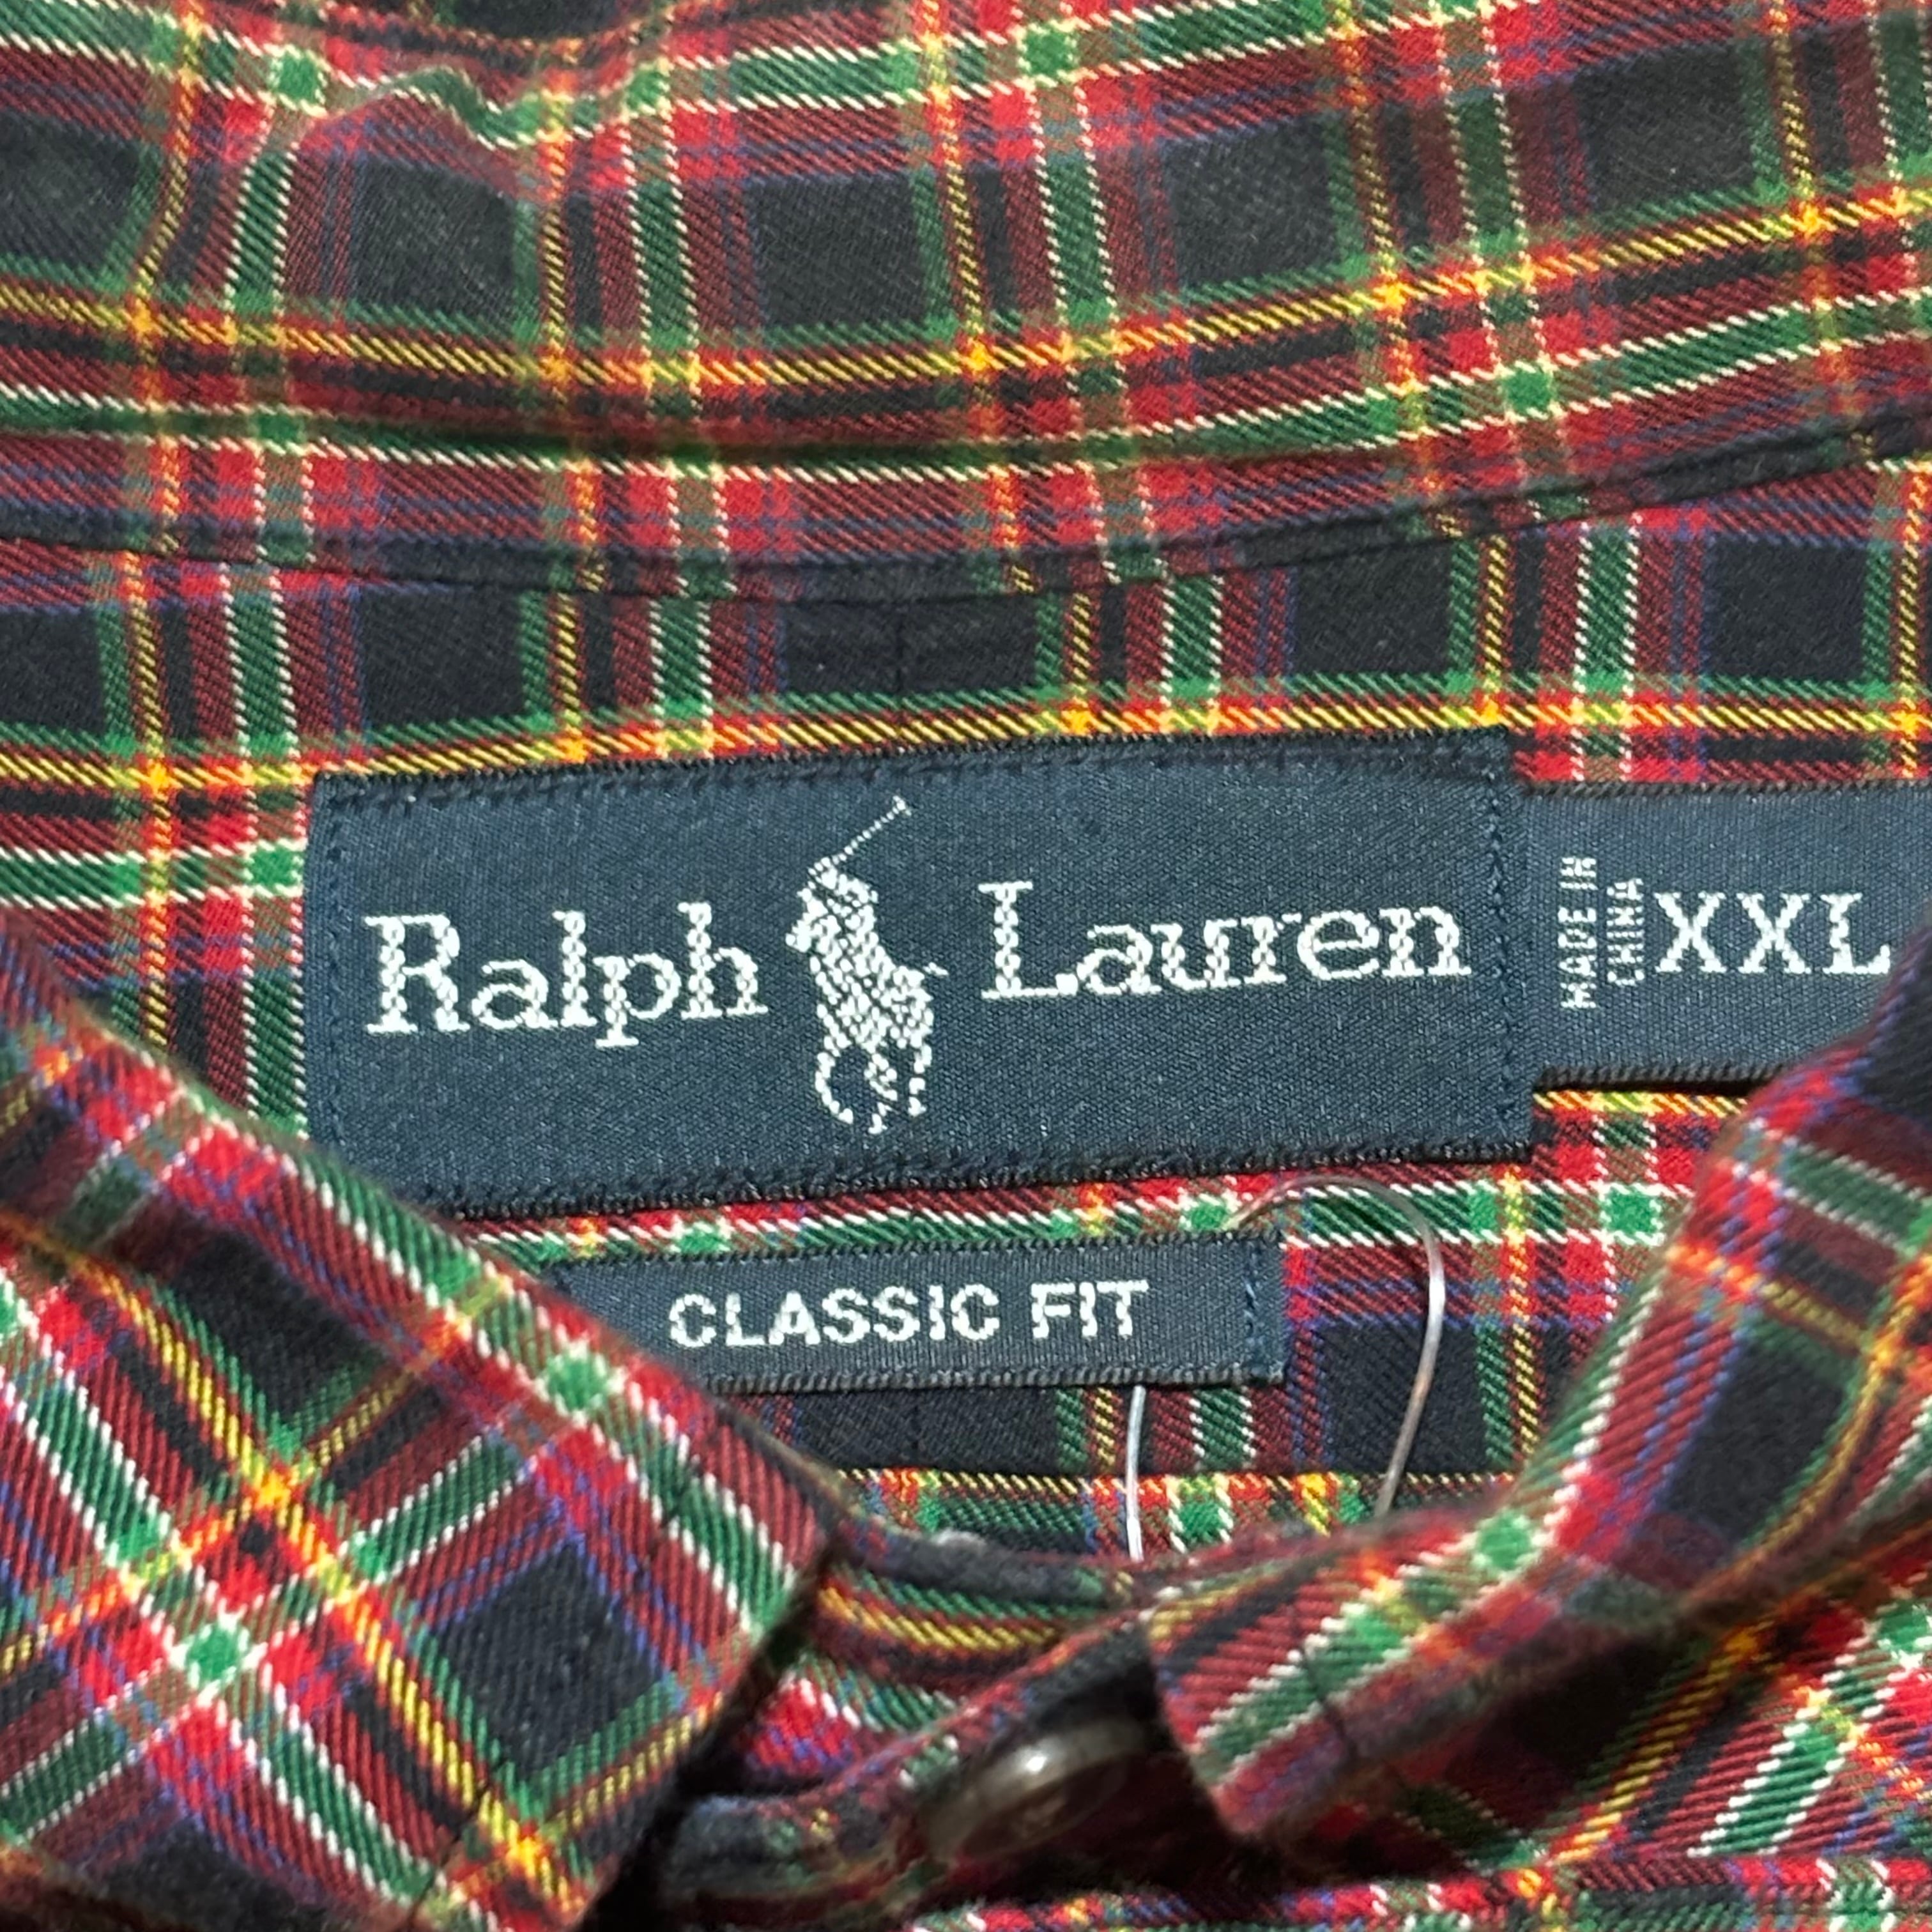 Ralph Lauren
MADE IN
CHINA
XXL
CLASSIC FIT